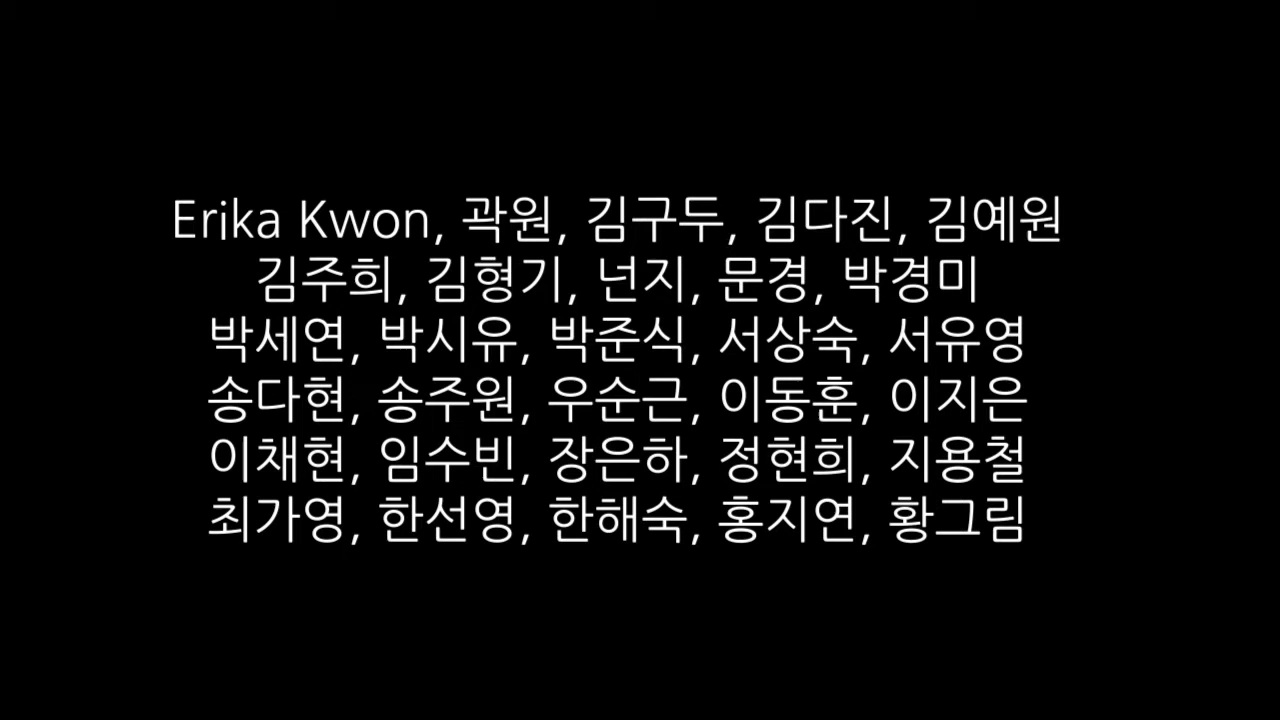 Erika Kwon, 곽원, 김구두, 김다진, 김예원
김주희, 김형기, 넌지, 문경, 박경미
박세연, 박시유, 박준식, 서상숙, 서유영
송다현, 송주원, 우순근, 이동훈, 이지은
이채현, 임수빈, 장은하, 정현희, 지용철
최가영, 한선영, 한해숙, 홍지연, 황그림